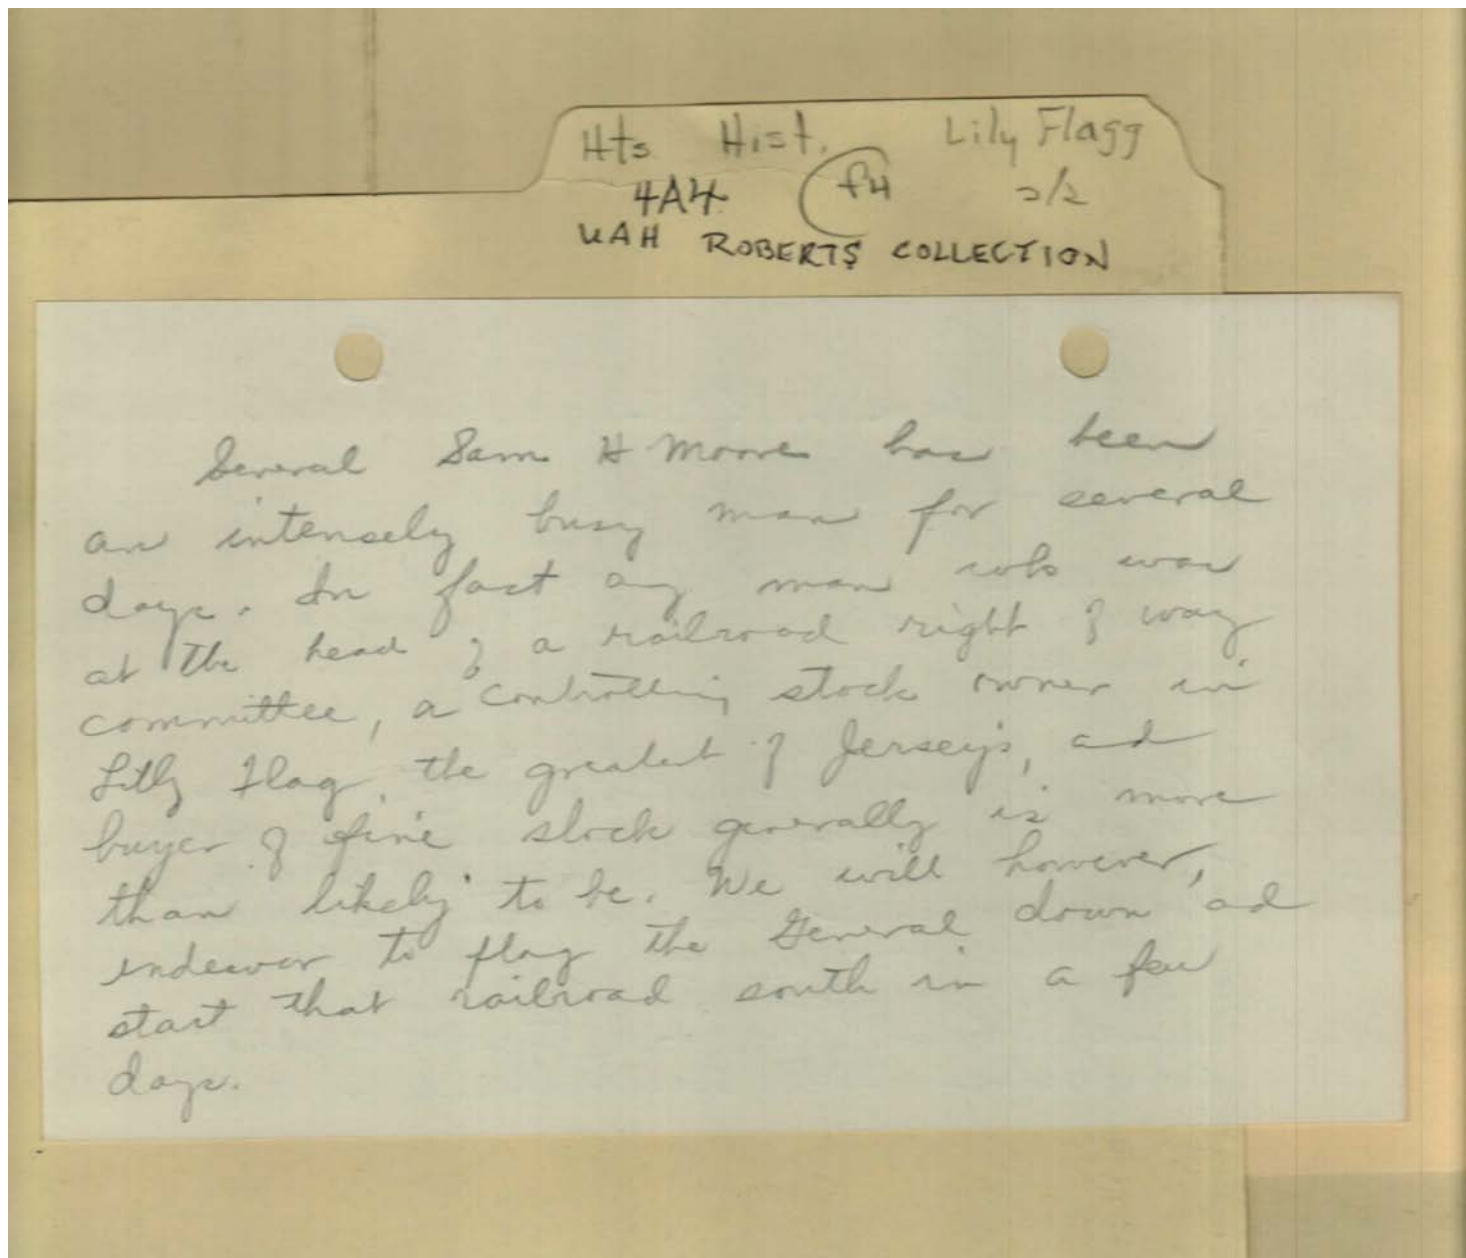 Hts Hist. Lily Flagg
4A4 f4 2/2
UAH ROBERTS COLLECTION
General Sam H Moore has been
an intensely busy man for several
days. In fact any man who was
at the head of a railroad right of way
committee, a controlling stock owner in
Lilly Flag, the greatest of Jersey's, and
buyer of fine stock generally is more
than likely to be. We will however,
endeavor to flag the General down and
start that railroad south in a few
days.